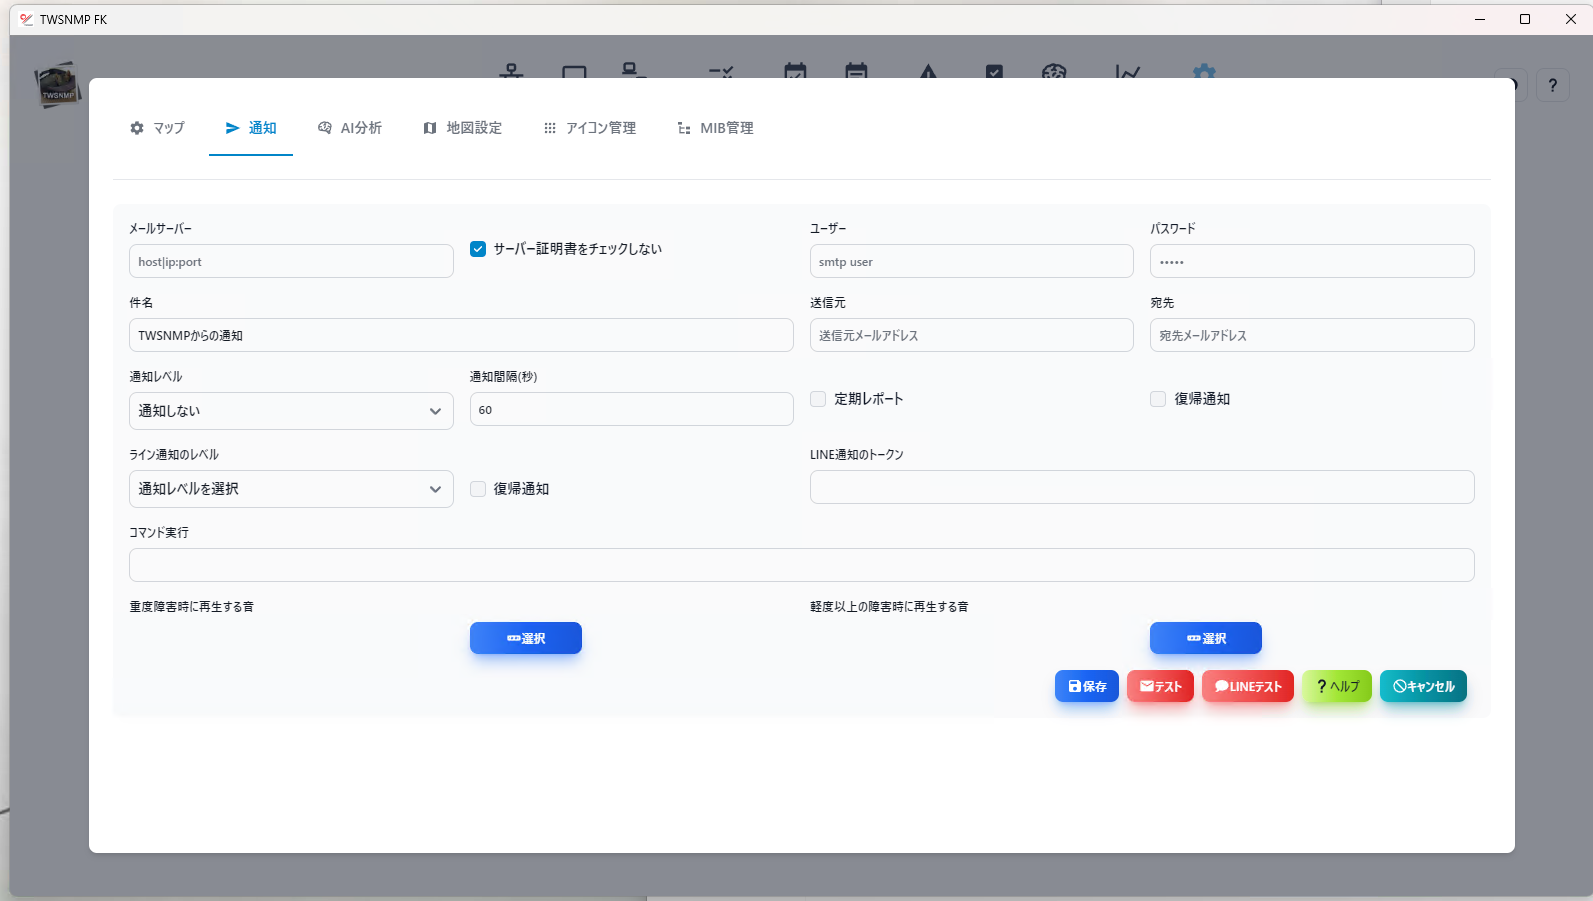 TWSNMP FK
TWSNMP
?
マップ
通知
AI分析
地図設定
アイコン管理
MIB管理
メールサーバー
host|ip:port
サーバー証明書をチェックしない
ユーザー
smtp user
パスワード
•••••
件名
TWSNMPからの通知
送信元
送信元メールアドレス
宛先
宛先メールアドレス
通知レベル
通知しない
通知間隔(秒)
60
定期レポート
復帰通知
ライン通知のレベル
通知レベルを選択
復帰通知
LINE通知のトークン
コマンド実行
重度障害時に再生する音
選択
軽度以上の障害時に再生する音
選択
保存
テスト
LINEテスト
?ヘルプ
キャンセル